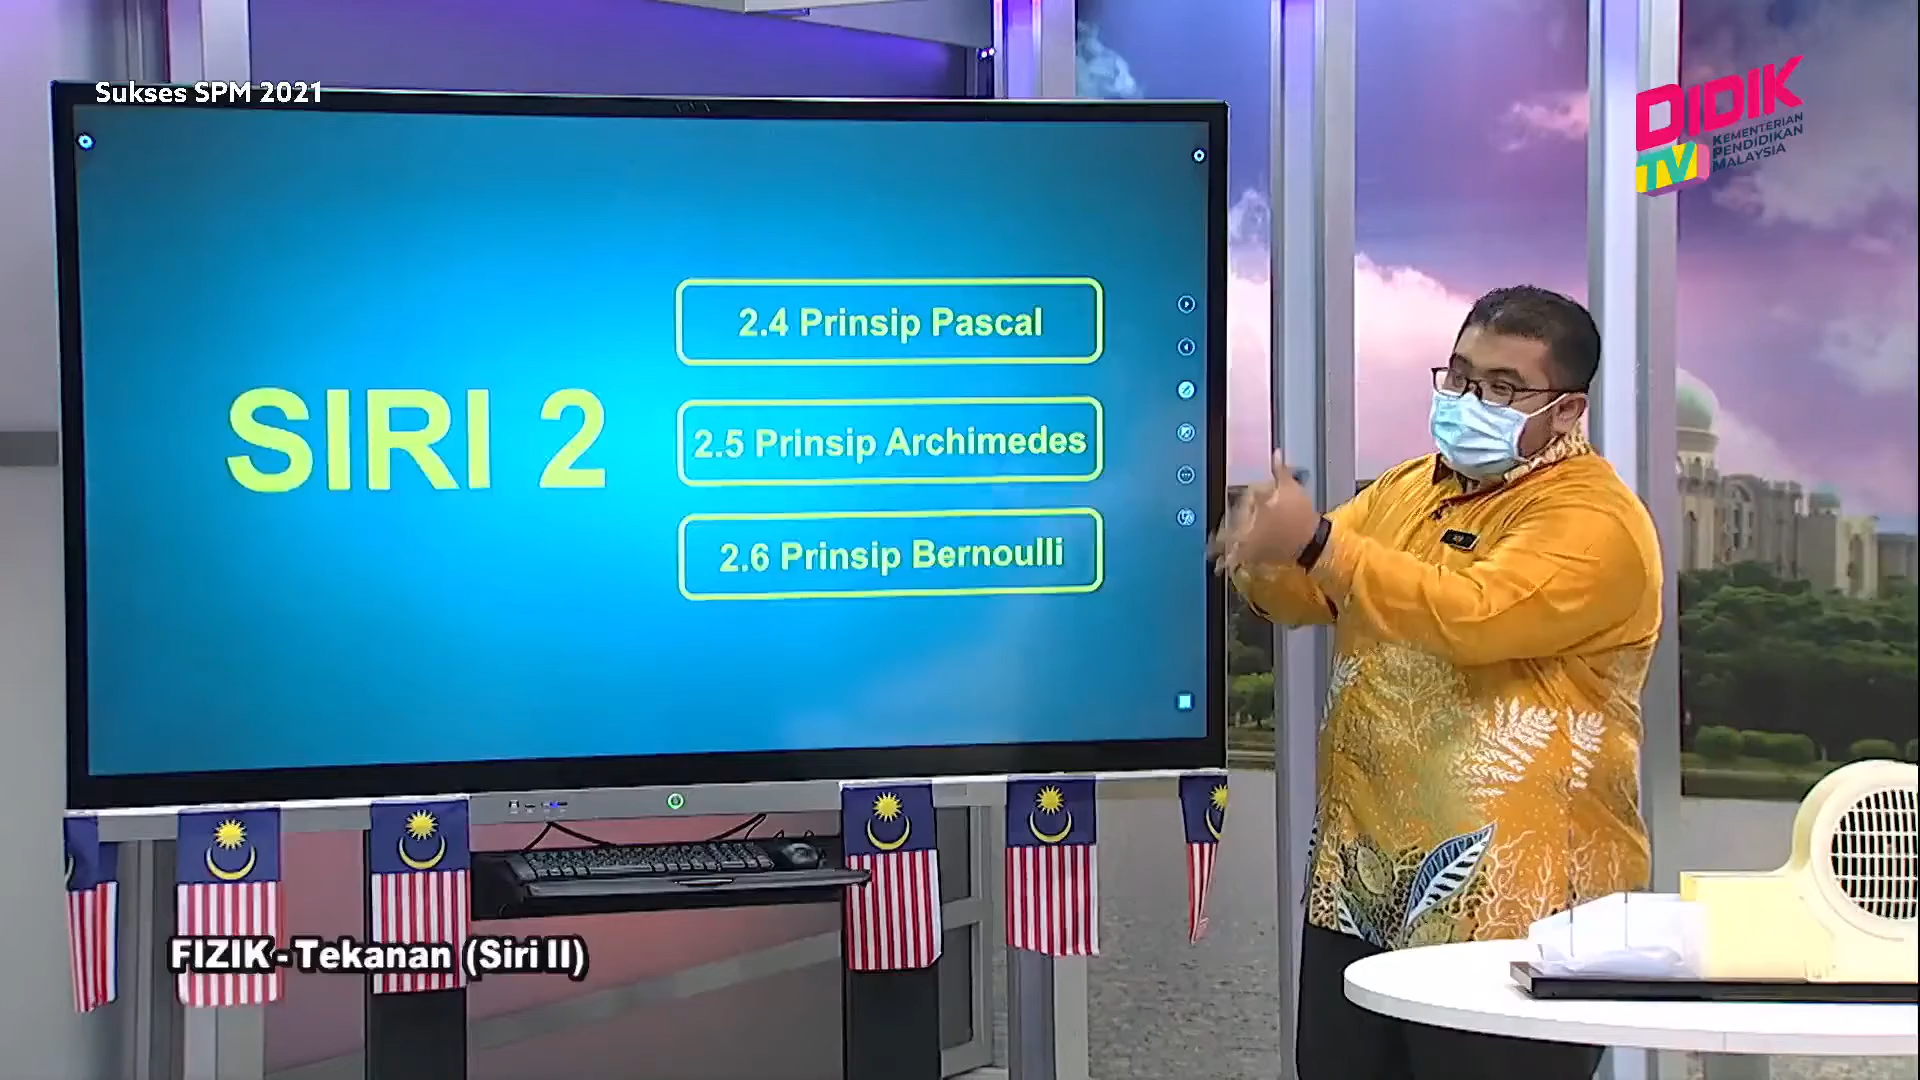 Sukses SPM 2021
DIDIK
TV
KEMENTERIAN
PENDIDIKAN
MALAYSIA
SIRI 2
2.4 Prinsip Pascal
2.5 Prinsip Archimedes
2.6 Prinsip Bernoulli
FIZIK - Tekanan (Siri II)